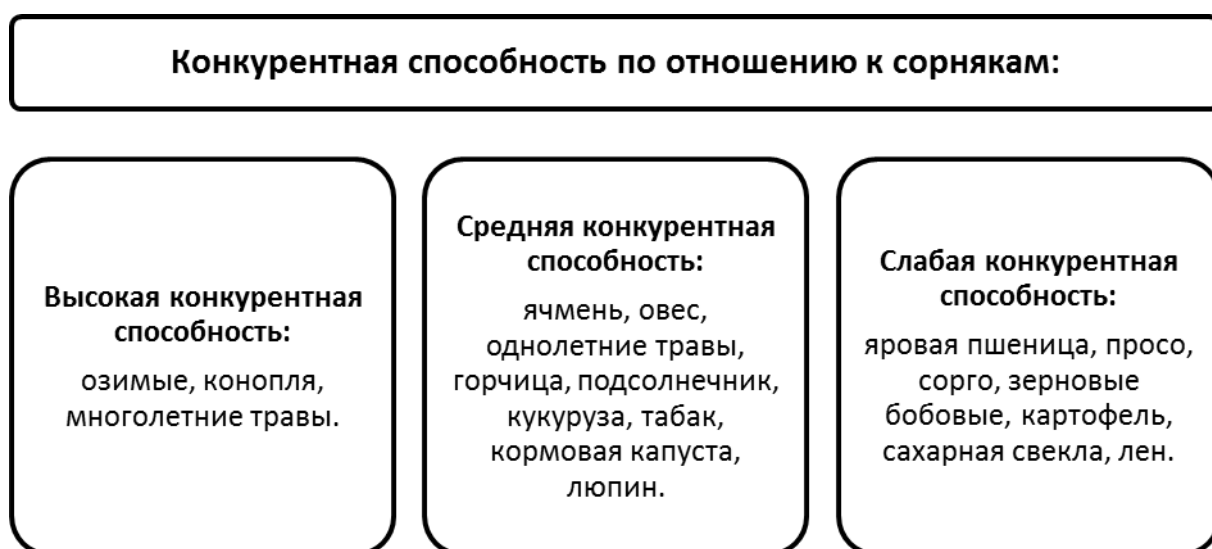 Конкурентная способность по отношению к сорнякам:
Высокая конкурентная
способность:
озимые, конопля,
многолетние травы.
Средняя конкурентная
способность:
ячмень, овес,
однолетние травы,
горчица, подсолнечник,
кукуруза, табак,
кормовая капуста,
люпин.
Слабая конкурентная
способность:
яровая пшеница, просо,
сорго, зерновые
бобовые, картофель,
сахарная свекла, лен.